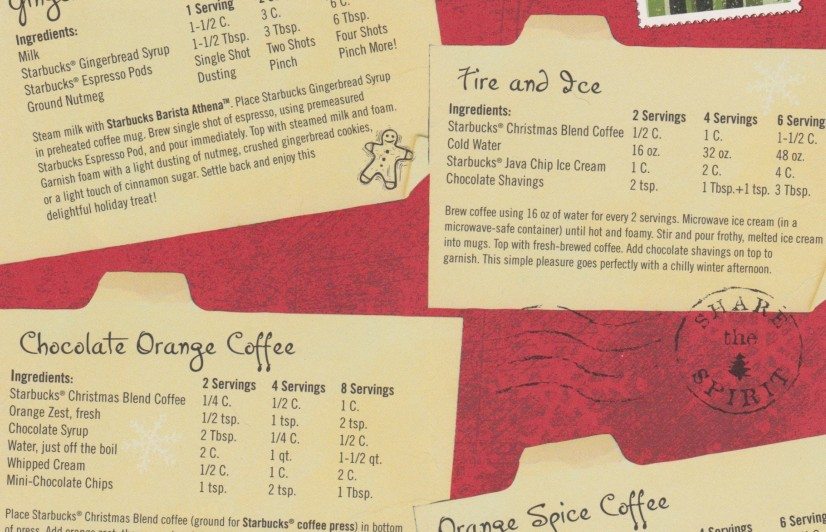 1 Serving
Ingredients:
Milk 1-1/2 C. 3 C. 6 C.
Starbucks® Gingerbread Syrup 1-1/2 Tbsp. 3 Tbsp. 6 Tbsp.
Starbucks® Espresso Pods Single Shot Two Shots Four Shots
Ground Nutmeg Dusting Pinch Pinch More!
Steam milk with Starbucks Barista Athena™. Place Starbucks Gingerbread Syrup
in preheated coffee mug. Brew single shot of espresso, using premeasured
Starbucks Espresso Pod, and pour immediately. Top with steamed milk and foam.
Garnish foam with a light dusting of nutmeg, crushed gingerbread cookies,
or a light touch of cinnamon sugar. Settle back and enjoy this
delightful holiday treat!
Fire and Ice
Ingredients: 2 Servings 4 Servings 6 Serving
Starbucks® Christmas Blend Coffee 1/2 C. 1 C. 1-1/2 C.
Cold Water 16 oz. 32 oz. 48 oz.
Starbucks® Java Chip Ice Cream 1 C. 2 C. 4 C.
Chocolate Shavings 2 tsp. 1 Tbsp.+1 tsp. 3 Tbsp.
Brew coffee using 16 oz of water for every 2 servings. Microwave ice cream (in a
microwave-safe container) until hot and foamy. Stir and pour frothy, melted ice cream
into mugs. Top with fresh-brewed coffee. Add chocolate shavings on top to
garnish. This simple pleasure goes perfectly with a chilly winter afternoon.
SHARE
the
SPIRIT
Chocolate Orange Coffee
Ingredients: 2 Servings 4 Servings 8 Servings
Starbucks® Christmas Blend Coffee 1/4 C. 1/2 C. 1 C.
Orange Zest, fresh 1/2 tsp. 1 tsp. 2 tsp.
Chocolate Syrup 2 Tbsp. 1/4 C. 1/2 C.
Water, just off the boil 2 C. 1 qt. 1-1/2 qt.
Whipped Cream 1/2 C. 1 C. 2 C.
Mini-Chocolate Chips 1 tsp. 2 tsp. 1 Tbsp.
Place Starbucks® Christmas Blend coffee (ground for Starbucks® coffee press) in bottom
Orange Spice Coffee